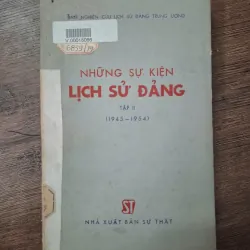 BAN NGHIÊN CỨU LỊCH SỬ ĐẢNG TRUNG ƯƠNG
NHỮNG SỰ KIỆN
LỊCH SỬ ĐẢNG
TẬP II
(1945-1954)
ST
NHÀ XUẤT BẢN SỰ THẬT